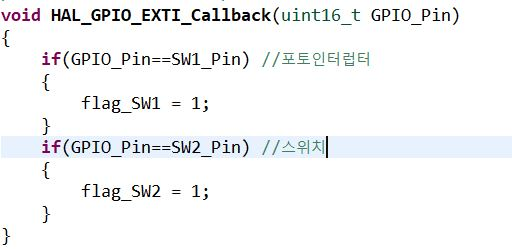 void HAL_GPIO_EXTI_Callback(uint16_t GPIO_Pin)
{
    if(GPIO_Pin==SW1_Pin) //포토인터럽터
    {
        flag_SW1 = 1;
    }
    if(GPIO_Pin==SW2_Pin) //스위치
    {
        flag_SW2 = 1;
    }
}